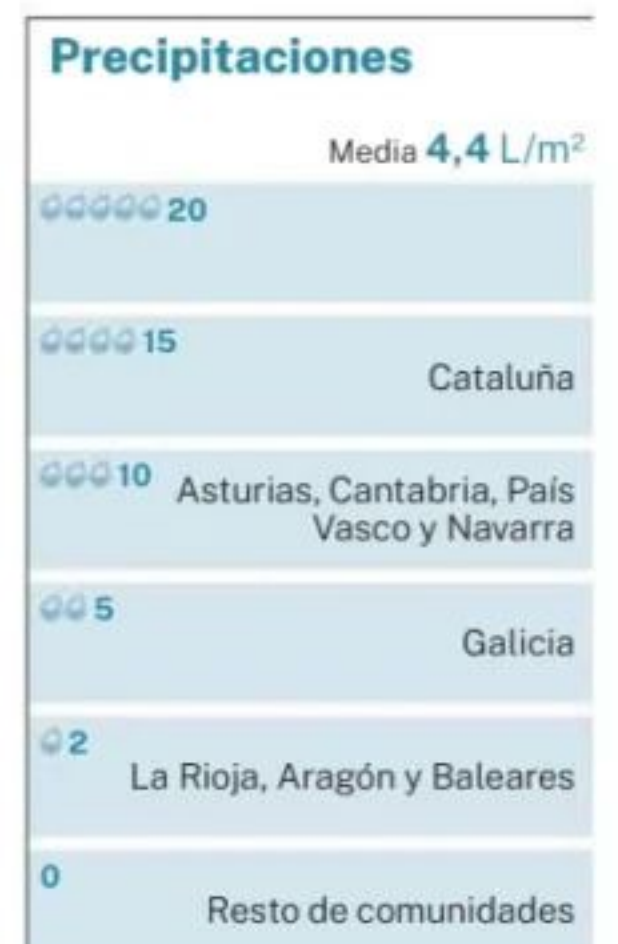 Precipitaciones
Media 4,4 L/m²
20
15
Cataluña
10
Asturias, Cantabria, País
Vasco y Navarra
5
Galicia
2
La Rioja, Aragón y Baleares
0
Resto de comunidades